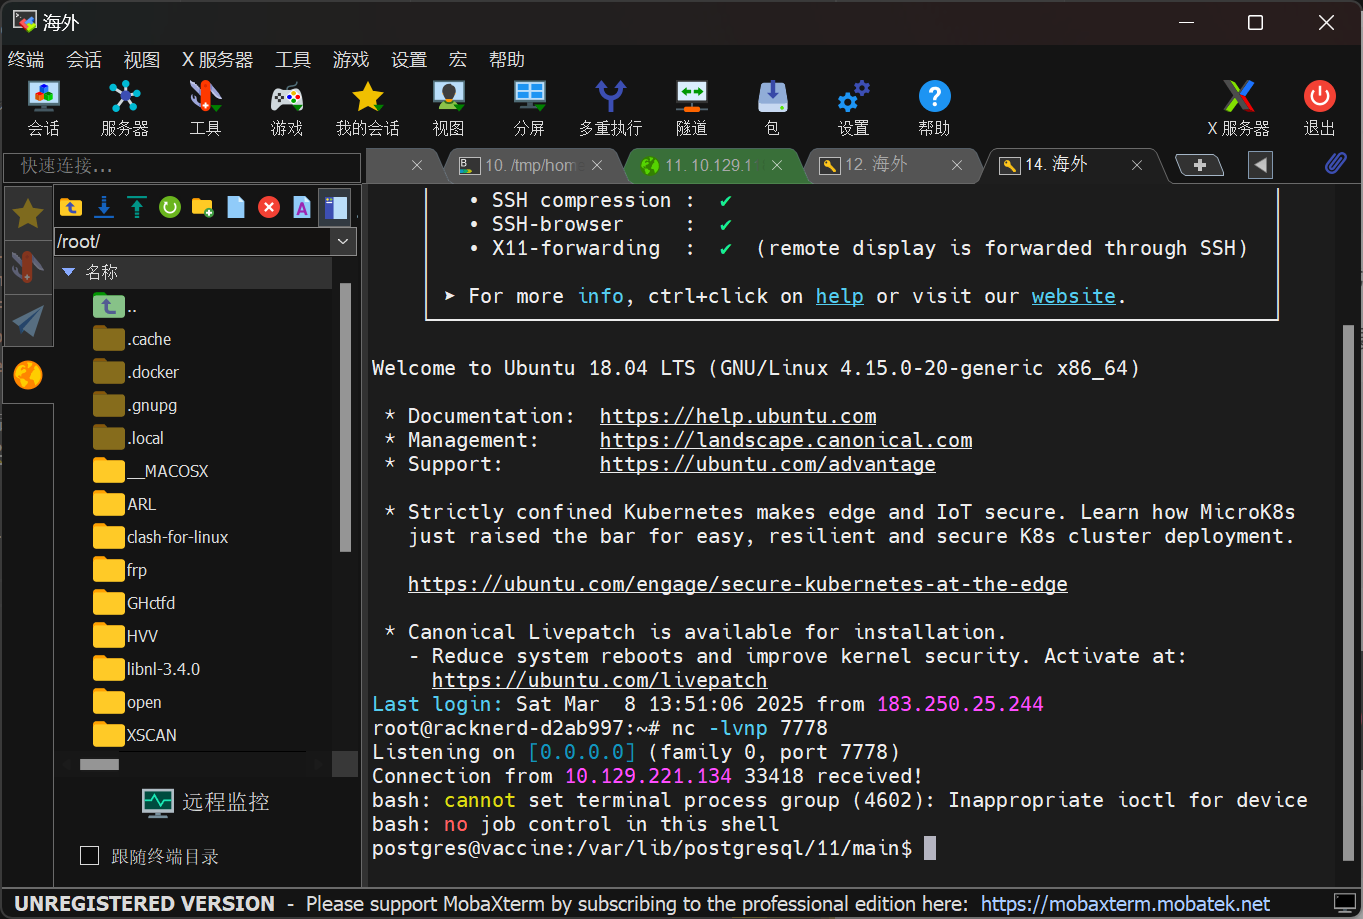 海外
终端 会话 视图 X 服务器 工具 游戏 设置 宏 帮助
会话 服务器 工具 游戏 我的会话 视图 分屏 多重执行 隧道 包 设置 帮助 X 服务器 退出
快速连接...
10. /tmp/hom 11. 10.129.1 12. 海外 14. 海外
/root/
名称
..
.cache
.docker
.gnupg
.local
__MACOSX
ARL
clash-for-linux
frp
GHctfd
HVV
libnl-3.4.0
open
XSCAN
远程监控
跟随终端目录
• SSH compression : ✔
• SSH-browser : ✔
• X11-forwarding : ✔ (remote display is forwarded through SSH)
➤ For more info, ctrl+click on help or visit our website.
Welcome to Ubuntu 18.04 LTS (GNU/Linux 4.15.0-20-generic x86_64)
* Documentation: https://help.ubuntu.com
* Management: https://landscape.canonical.com
* Support: https://ubuntu.com/advantage
* Strictly confined Kubernetes makes edge and IoT secure. Learn how MicroK8s
just raised the bar for easy, resilient and secure K8s cluster deployment.
https://ubuntu.com/engage/secure-kubernetes-at-the-edge
* Canonical Livepatch is available for installation.
- Reduce system reboots and improve kernel security. Activate at:
https://ubuntu.com/livepatch
Last login: Sat Mar 8 13:51:06 2025 from 183.250.25.244
root@racknerd-d2ab997:~# nc -lvnp 7778
Listening on [0.0.0.0] (family 0, port 7778)
Connection from 10.129.221.134 33418 received!
bash: cannot set terminal process group (4602): Inappropriate ioctl for device
bash: no job control in this shell
postgres@vaccine:/var/lib/postgresql/11/main$
UNREGISTERED VERSION - Please support MobaXterm by subscribing to the professional edition here: https://mobaxterm.mobatek.net